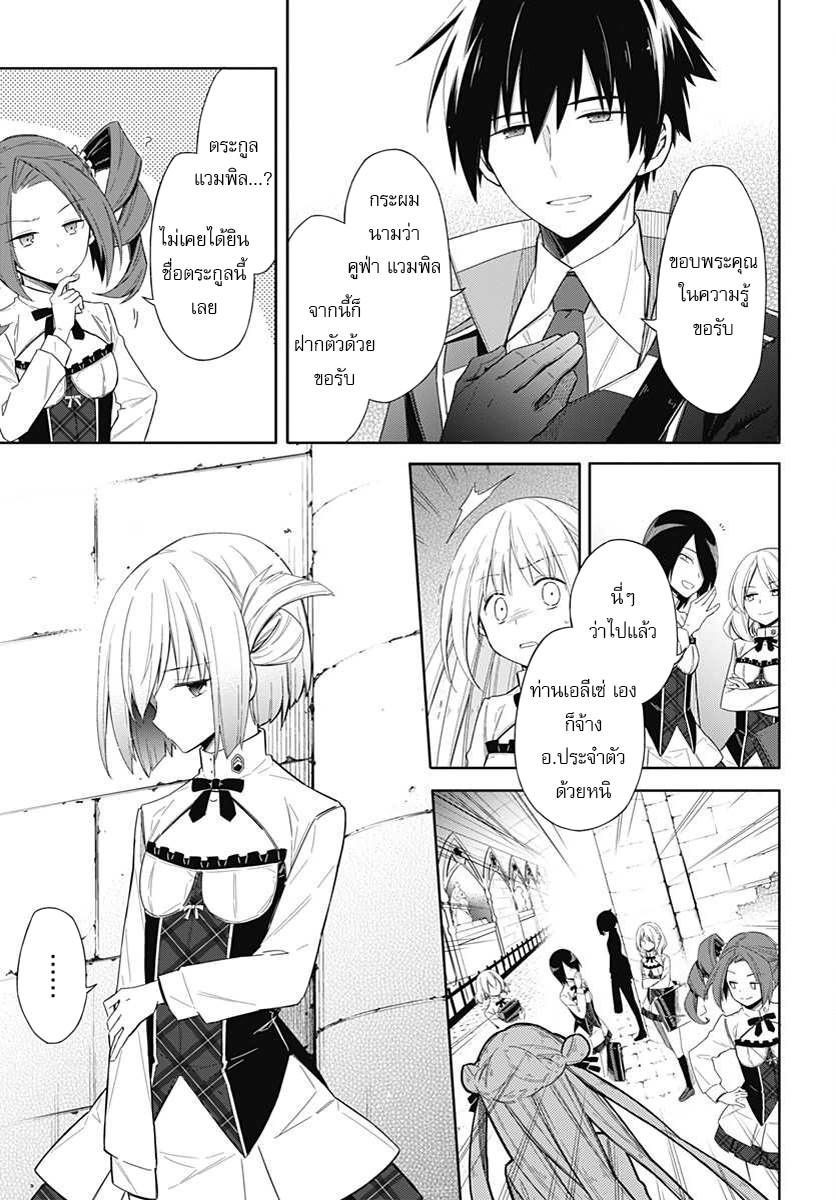 ขอบพระคุณ
ในความรู้
ขอรับ
กระผม
นามว่า
คูฟ่า แวมพิล
จากนี้ก็
ฝากตัวด้วย
ขอรับ
ตระกูล
แวมพิล...?
ไม่เคยได้ยิน
ชื่อตระกูลนี้
เลย
?
นี่ๆ
ว่าไปแล้ว
ท่านเอลีเซ่ เอง
ก็จ้าง
อ.ประจำตัว
ด้วยหนิ
......